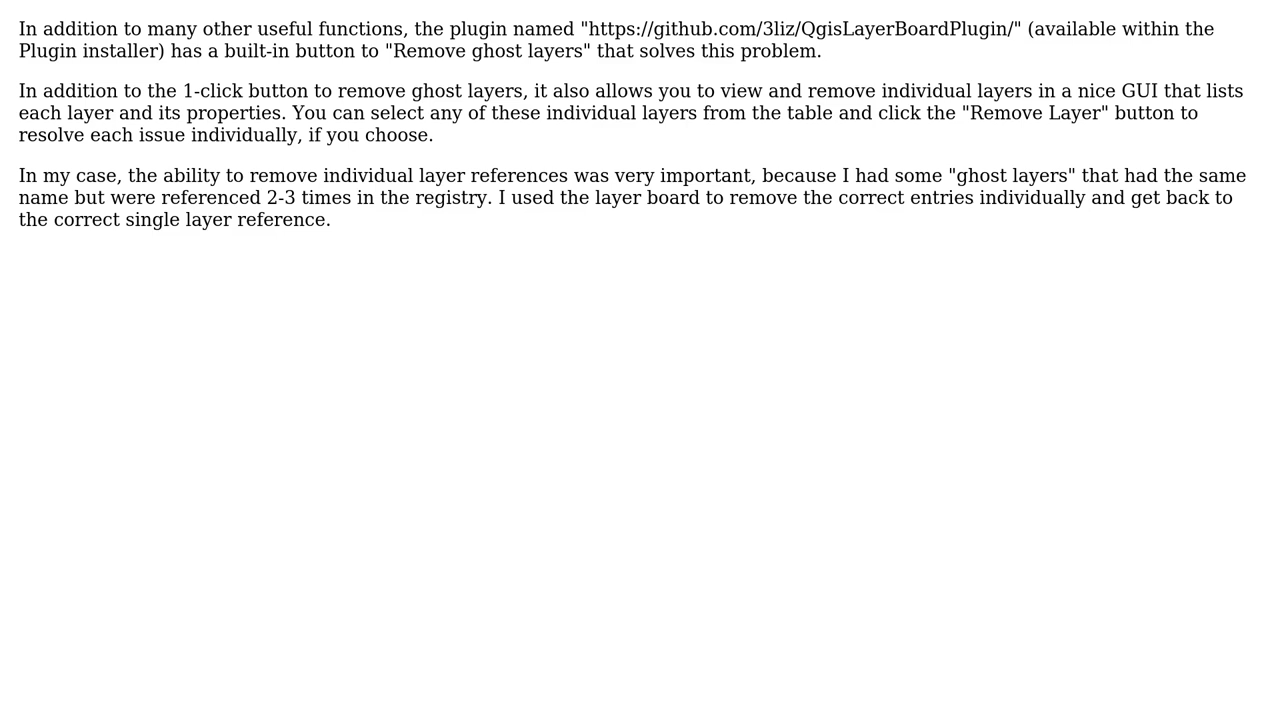 In addition to many other useful functions, the plugin named "https://github.com/3liz/QgisLayerBoardPlugin/" (available within the
Plugin installer) has a built-in button to "Remove ghost layers" that solves this problem.
In addition to the 1-click button to remove ghost layers, it also allows you to view and remove individual layers in a nice GUI that lists
each layer and its properties. You can select any of these individual layers from the table and click the "Remove Layer" button to
resolve each issue individually, if you choose.
In my case, the ability to remove individual layer references was very important, because I had some "ghost layers" that had the same
name but were referenced 2-3 times in the registry. I used the layer board to remove the correct entries individually and get back to
the correct single layer reference.